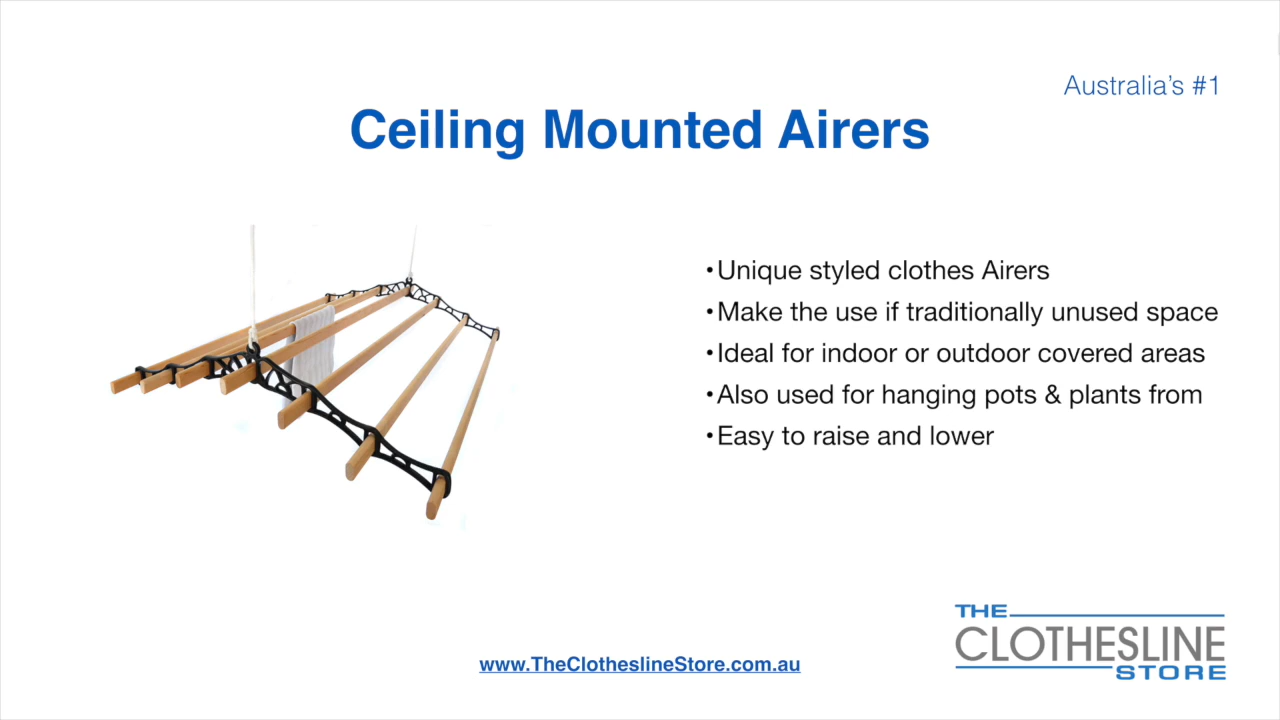 Australia's #1
Ceiling Mounted Airers
•Unique styled clothes Airers
•Make the use if traditionally unused space
•Ideal for indoor or outdoor covered areas
•Also used for hanging pots & plants from
•Easy to raise and lower
www.TheClotheslineStore.com.au
THE
CLOTHESLINE
STORE